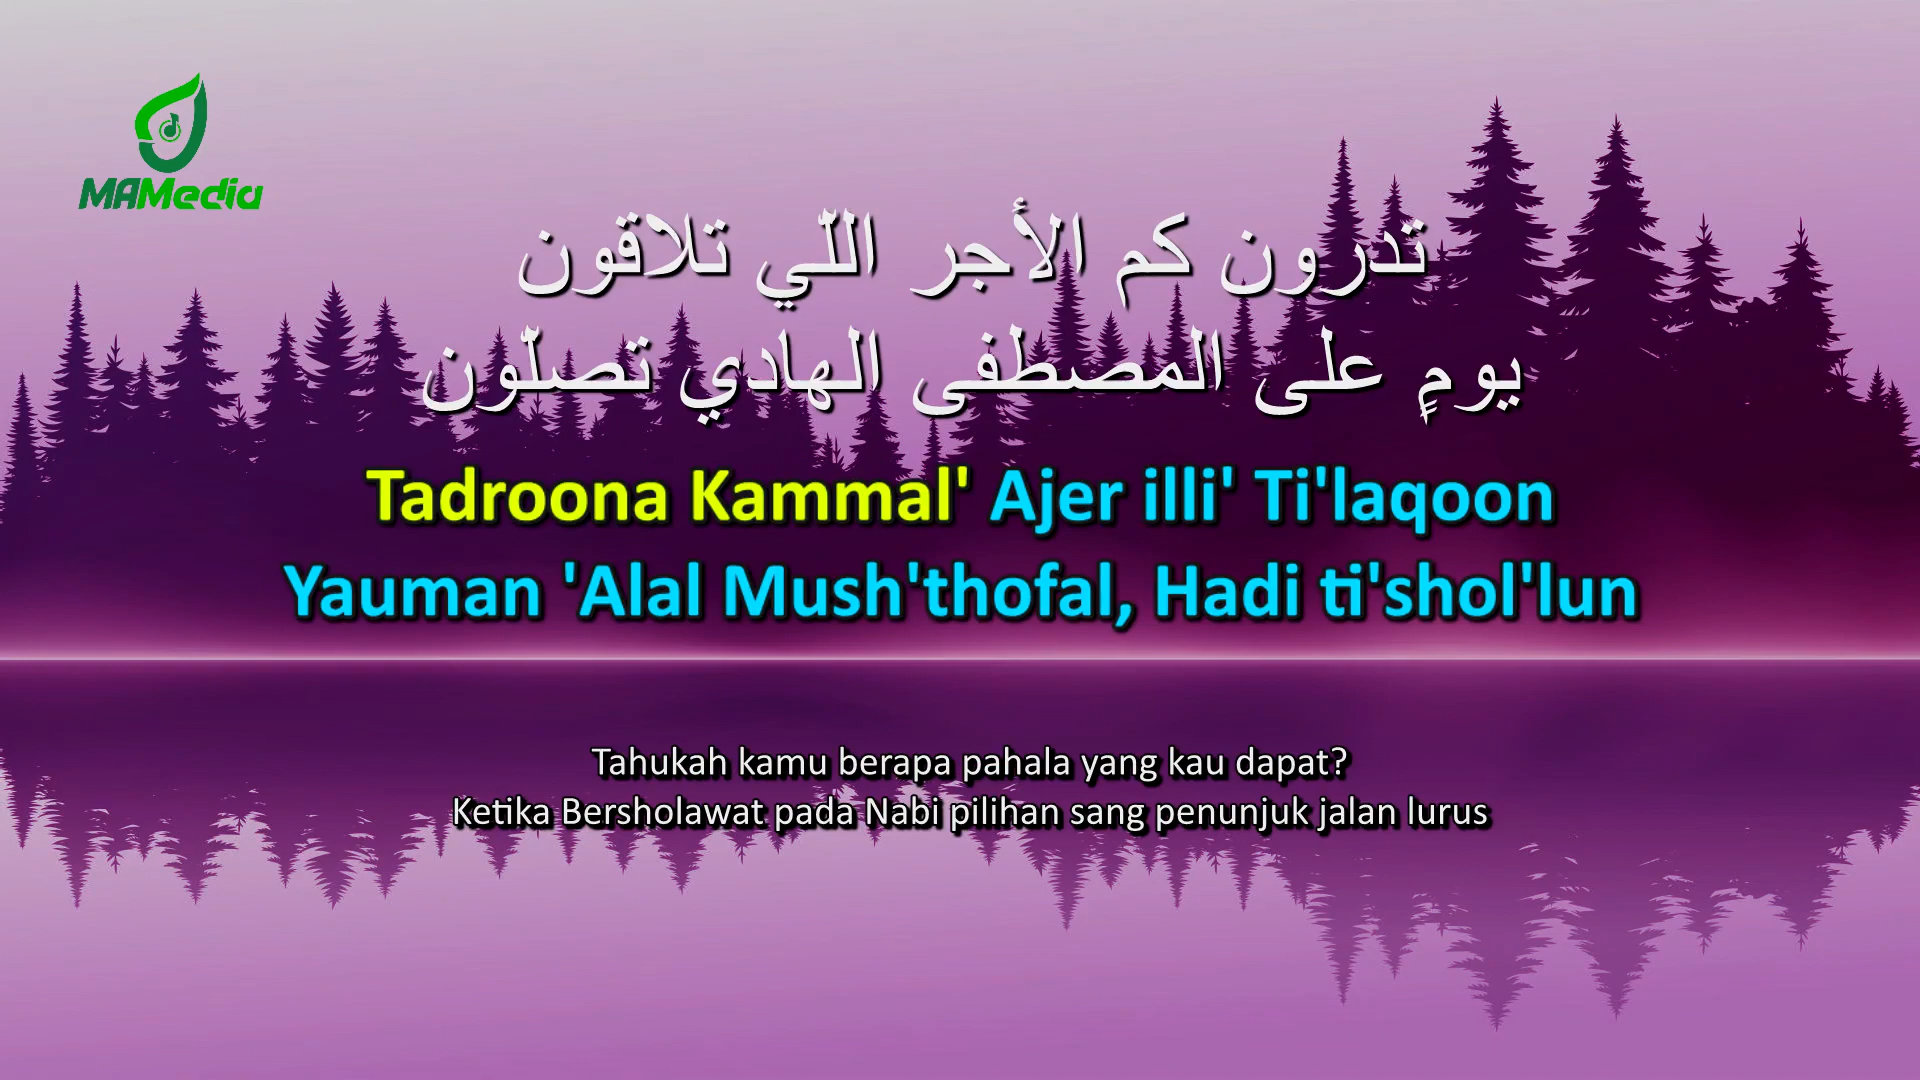 MAMedia
تدرون كم الأجر اللّي تلاقون
يومٍ على المصطفى الهادي تصلّون
Tadroona Kammal' Ajer illi' Ti'laqoon
Yauman 'Alal Mush'thofal, Hadi ti'shol'lun
Tahukah kamu berapa pahala yang kau dapat?
Ketika Bersholawat pada Nabi pilihan sang penunjuk jalan lurus